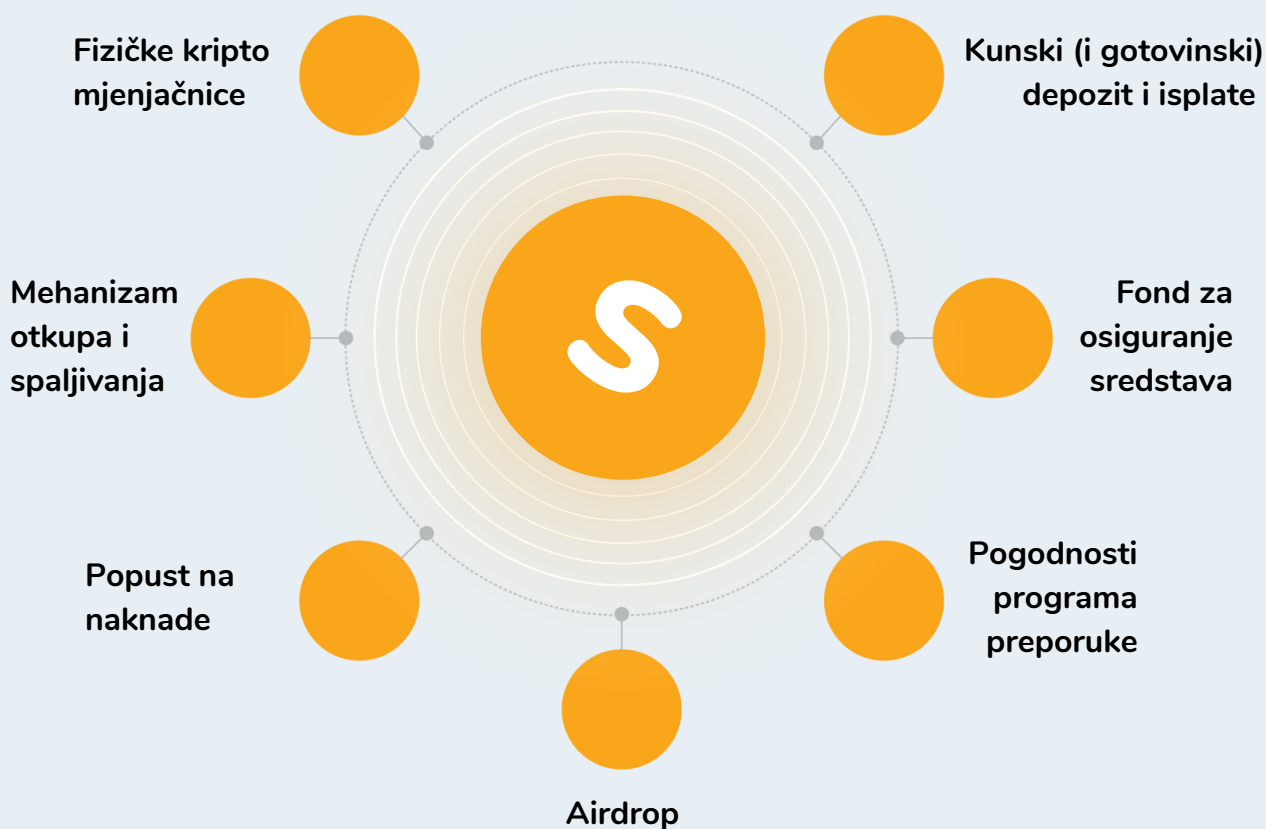 Fizičke kripto
mjenjačnice
Kunski (i gotovinski)
depozit i isplate
Mehanizam
otkupa i
spaljivanja
S
Fond za
osiguranje
sredstava
Popust na
naknade
Pogodnosti
programa
preporuke
Airdrop